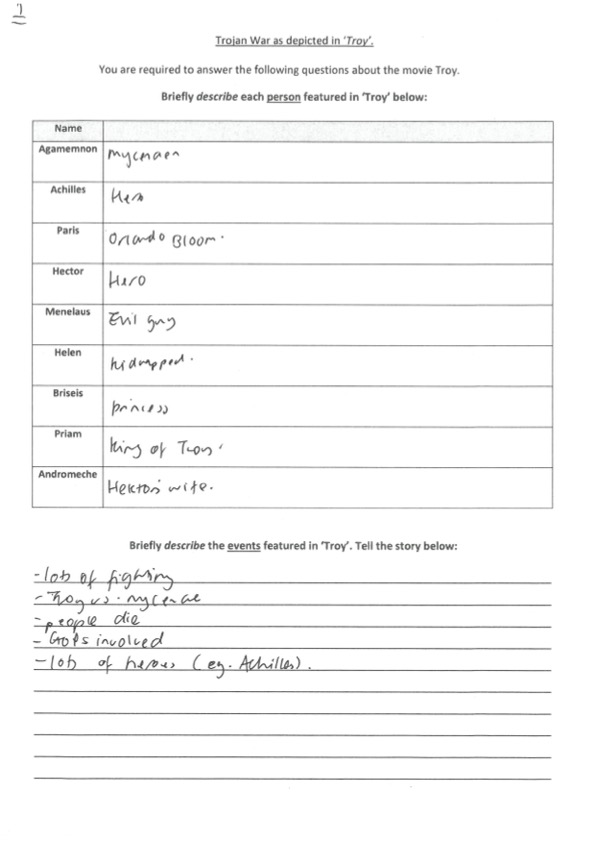 1
Trojan War as depicted in 'Troy'.
You are required to answer the following questions about the movie Troy.
Briefly describe each person featured in 'Troy' below:
Name
Agamemnon mycenaen
Achilles Hero
Paris Orlando Bloom.
Hector Hero
Menelaus Evil guy
Helen kidnapped.
Briseis princess
Priam King of Troy.
Andromeche Hektors wife.
Briefly describe the events featured in 'Troy'. Tell the story below:
- lots of fighting
- Troy vs. mycenae
- people die
- Gods involved
- lots of heroes (eg. Achilles).